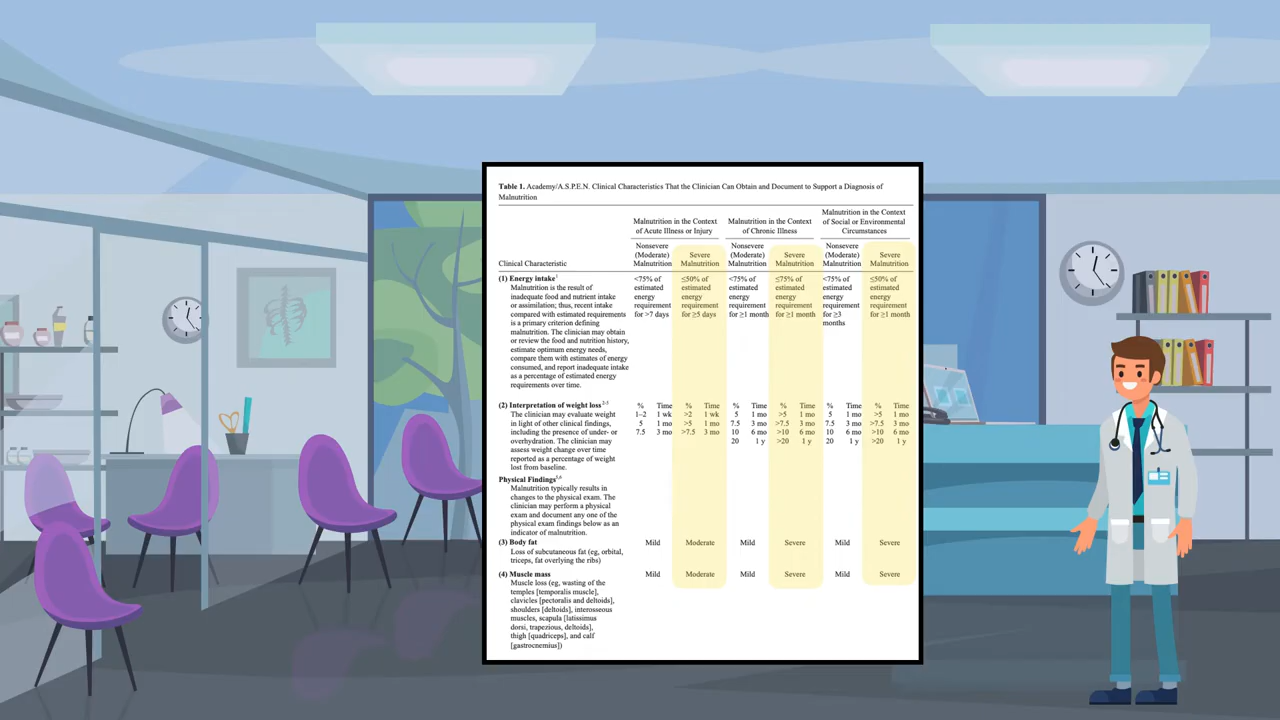 Table 1. Academy/A.S.P.E.N. Clinical Characteristics That the Clinician Can Obtain and Document to Support a Diagnosis of
Malnutrition
Malnutrition in the Context
of Acute Illness or Injury
Malnutrition in the Context
of Chronic Illness
Malnutrition in the Context
of Social or Environmental
Circumstances
Clinical Characteristic
Nonsevere
(Moderate)
Malnutrition
Severe
Malnutrition
Nonsevere
(Moderate)
Malnutrition
Severe
Malnutrition
Nonsevere
(Moderate)
Malnutrition
Severe
Malnutrition
(1) Energy intake¹
Malnutrition is the result of
inadequate food and nutrient intake
or assimilation; thus, recent intake
compared with estimated requirements
is a primary criterion defining
malnutrition. The clinician may obtain
or review the food and nutrition history,
estimate optimum energy needs,
compare them with estimates of energy
consumed, and report inadequate intake
as a percentage of estimated energy
requirements over time.
<75% of
estimated
energy
requirement
for >7 days
≤50% of
estimated
energy
requirement
for ≥5 days
<75% of
estimated
energy
requirement
for ≥1 month
≤75% of
estimated
energy
requirement
for ≥1 month
<75% of
estimated
energy
requirement
for ≥3
months
≤50% of
estimated
energy
requirement
for ≥1 month
(2) Interpretation of weight loss²⁻⁵
The clinician may evaluate weight
in light of other clinical findings,
including the presence of under- or
overhydration. The clinician may
assess weight change over time
reported as a percentage of weight
lost from baseline.
% Time % Time % Time % Time % Time % Time
1–2 1 wk >2 1 wk 5 1 mo >5 1 mo 5 1 mo >5 1 mo
5 1 mo >5 1 mo 7.5 3 mo >7.5 3 mo 7.5 3 mo >7.5 3 mo
7.5 3 mo >7.5 3 mo 10 6 mo >10 6 mo 10 6 mo >10 6 mo
20 1 y >20 1 y 20 1 y >20 1 y
Physical Findings⁵,⁶
Malnutrition typically results in
changes to the physical exam. The
clinician may perform a physical
exam and document any one of the
physical exam findings below as an
indicator of malnutrition.
(3) Body fat Mild Moderate Mild Severe Mild Severe
Loss of subcutaneous fat (eg, orbital,
triceps, fat overlying the ribs)
(4) Muscle mass Mild Moderate Mild Severe Mild Severe
Muscle loss (eg, wasting of the
temples [temporalis muscle],
clavicles [pectoralis and deltoids],
shoulders [deltoids], interosseous
muscles, scapula [latissimus
dorsi, trapezious, deltoids],
thigh [quadriceps], and calf
[gastrocnemius])